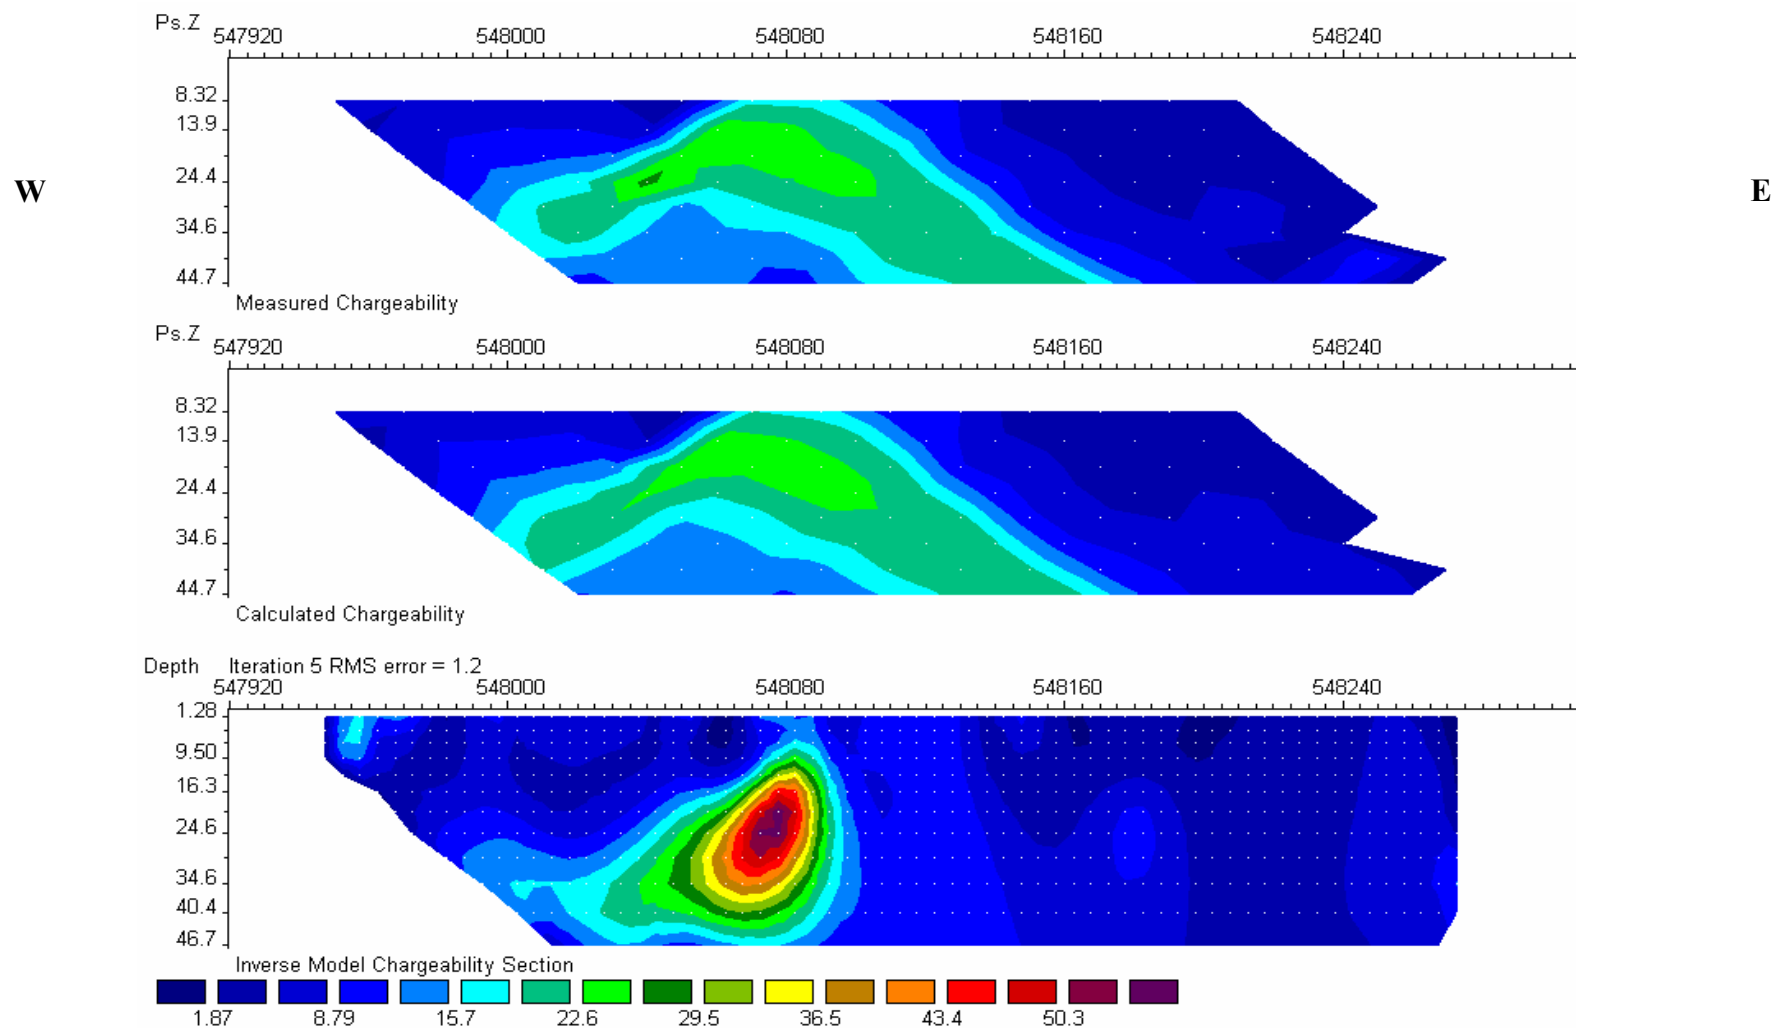 Ps.Z
547920 548000 548080 548160 548240
8.32
13.9
24.4
34.6
44.7
W
E
Measured Chargeability
Ps.Z
547920 548000 548080 548160 548240
8.32
13.9
24.4
34.6
44.7
Calculated Chargeability
Depth Iteration 5 RMS error = 1.2
547920 548000 548080 548160 548240
1.28
9.50
16.3
24.6
34.6
40.4
46.7
Inverse Model Chargeability Section
1.87 8.79 15.7 22.6 29.5 36.5 43.4 50.3